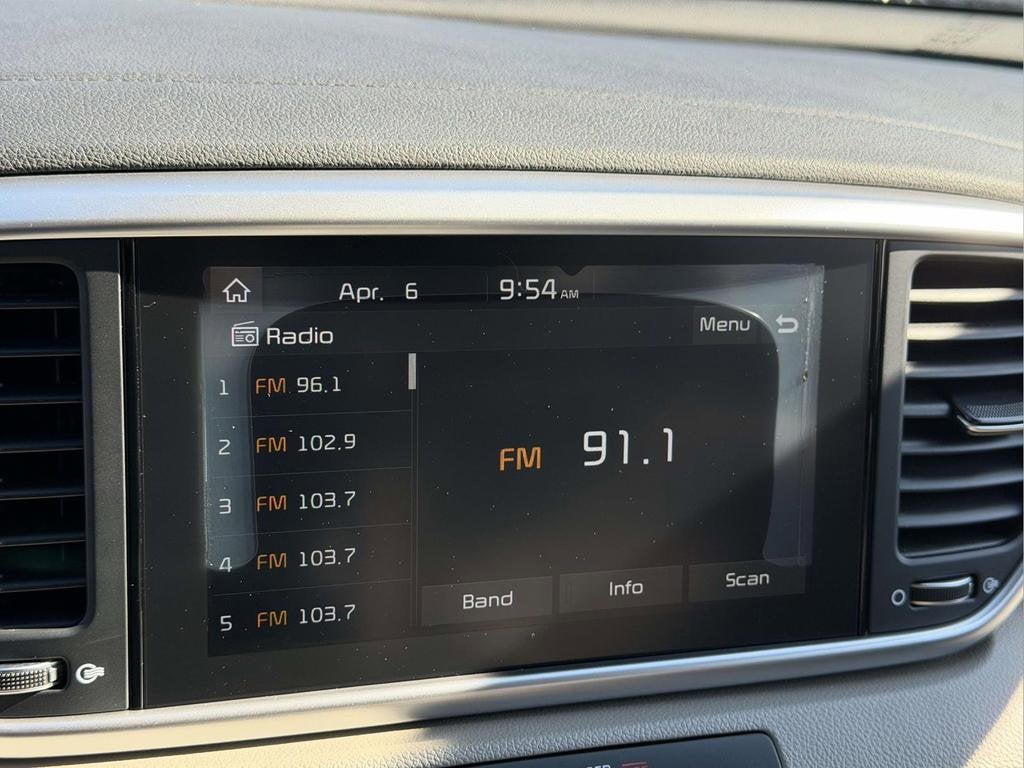 Apr. 6 9:54 AM
Radio Menu
1 FM 96.1
2 FM 102.9
3 FM 103.7
4 FM 103.7
5 FM 103.7
FM 91.1
Band Info Scan